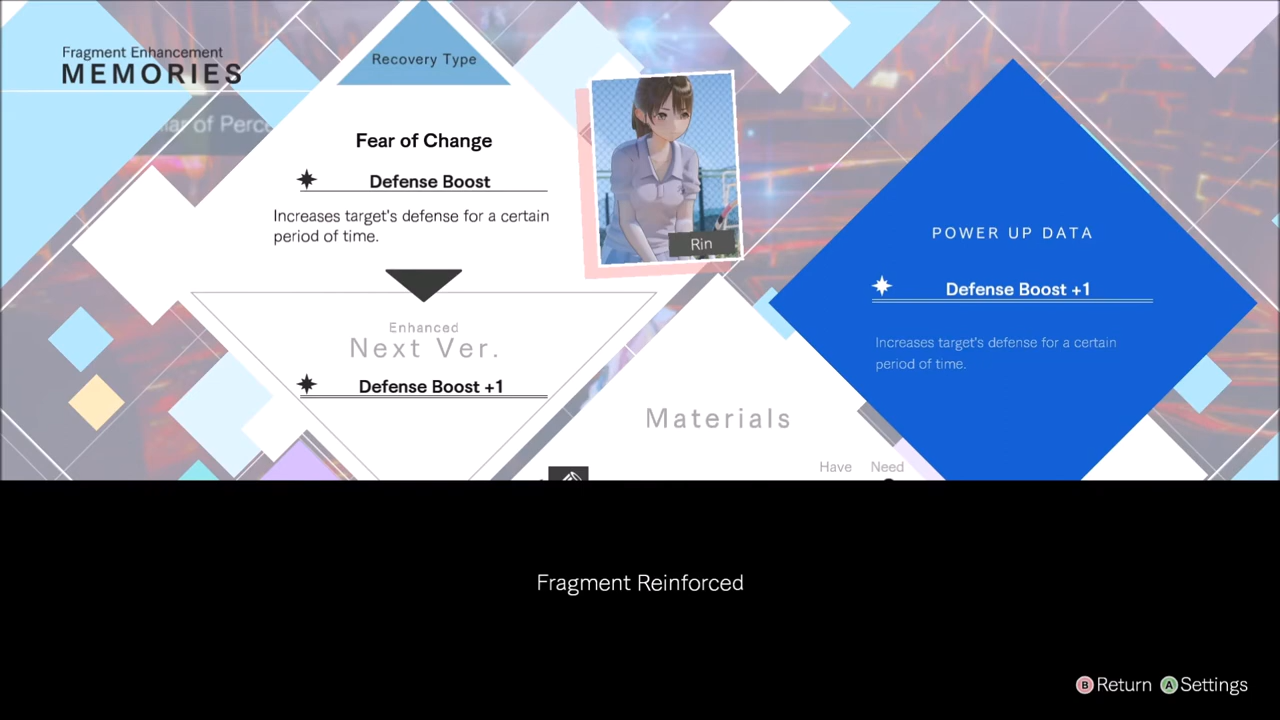 Fragment Enhancement
MEMORIES
Recovery Type
Fear of Change
Defense Boost
Increases target's defense for a certain
period of time.
Rin
Enhanced
Next Ver.
Defense Boost +1
POWER UP DATA
Defense Boost +1
Increases target's defense for a certain
period of time.
Materials
Have Need
Fragment Reinforced
B Return A Settings